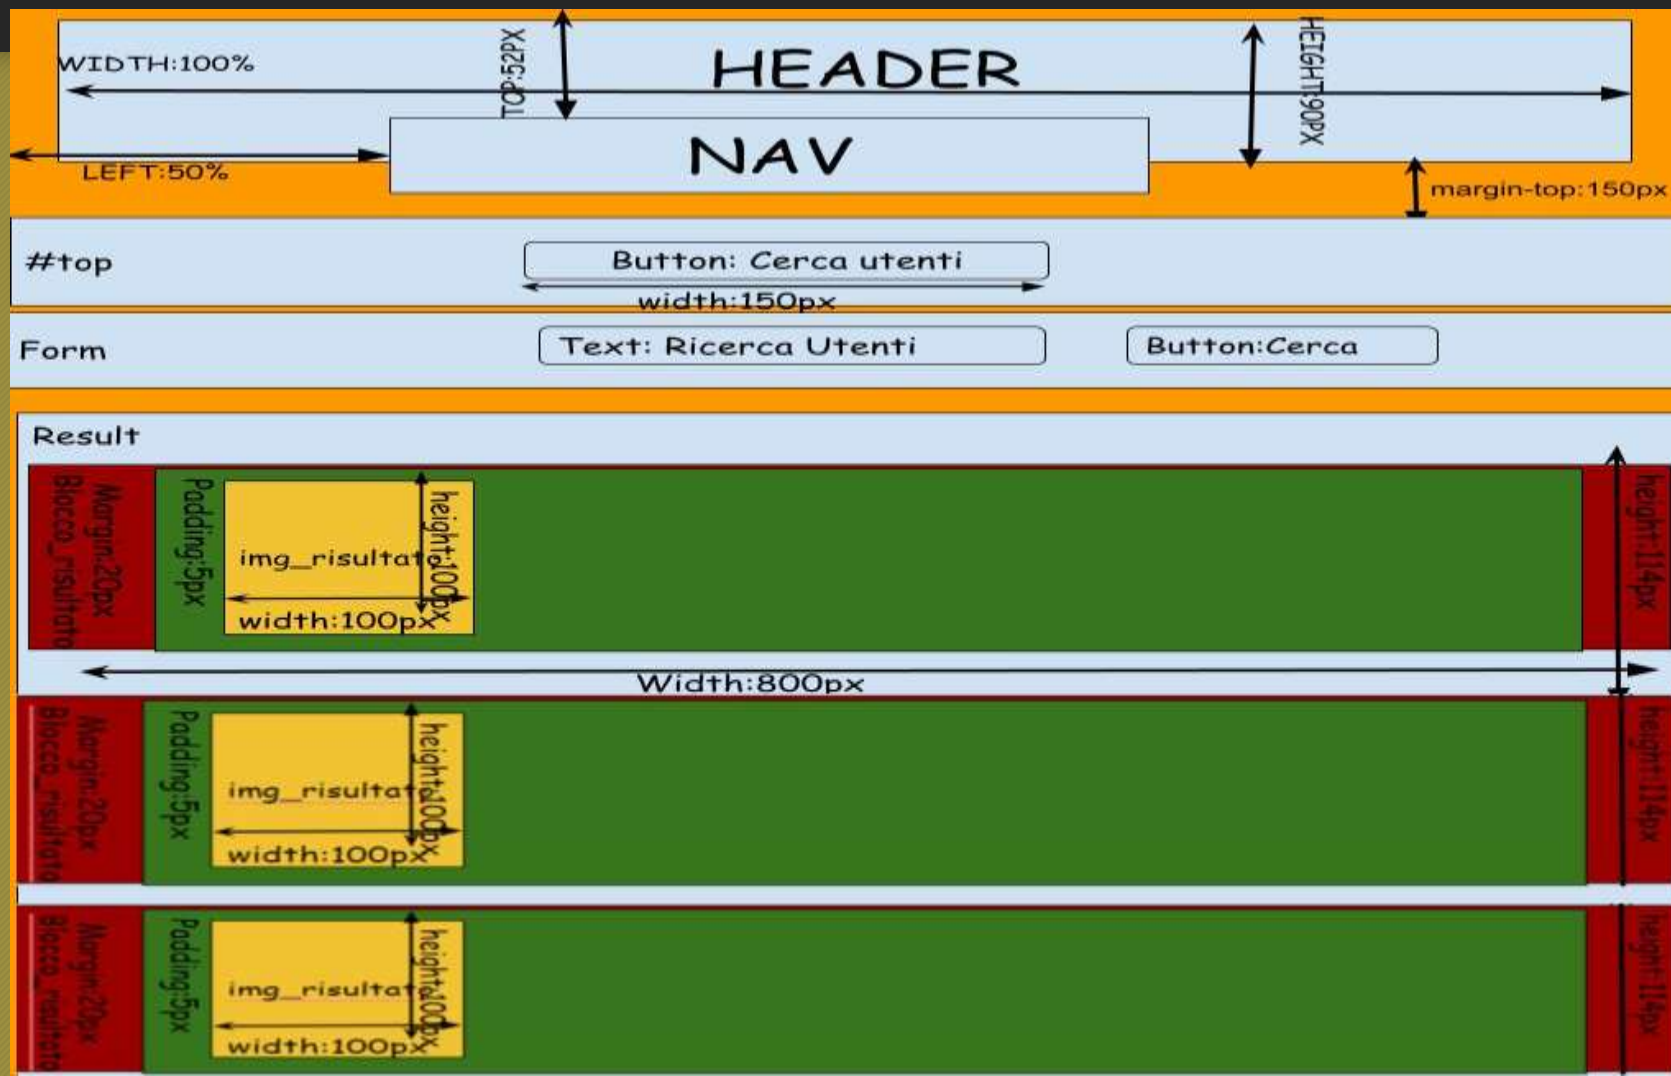 WIDTH:100%
TOP:52PX
HEADER
HEIGHT:90PX
LEFT:50%
NAV
margin-top:150px
#top
Button: Cerca utenti
width:150px
Form
Text: Ricerca Utenti
Button:Cerca
Result
Margin:20px
Blocco_risultato
Padding:5px
img_risultato
height:100px
width:100px
height:114px
Width:800px
Margin:20px
Blocco_risultato
Padding:5px
img_risultato
height:100px
width:100px
height:114px
Margin:20px
Blocco_risultato
Padding:5px
img_risultato
height:100px
width:100px
height:114px